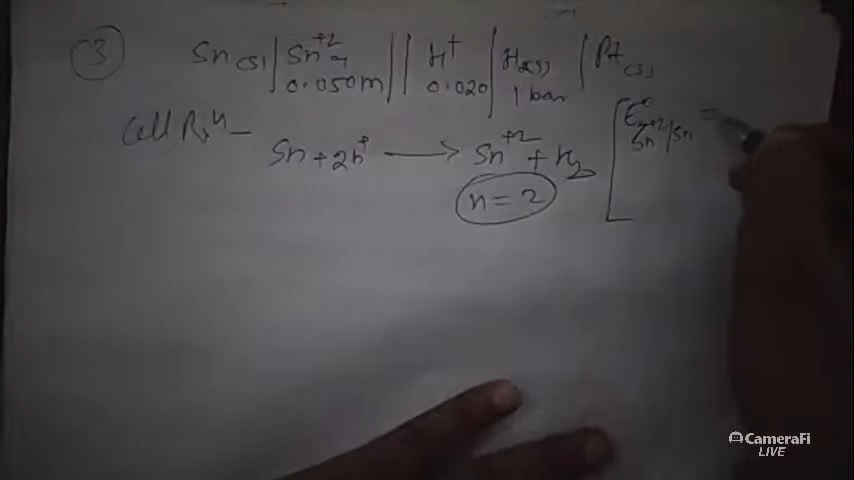 (3) Sn(s) | Sn+2 || H+ | H2(g) | Pt(s)
0.050m 0.020 1 bar
Cell Rxn
Sn + 2H+ → Sn+2 + H2 [ E° Sn+2/Sn =
n = 2
CameraFi
LIVE